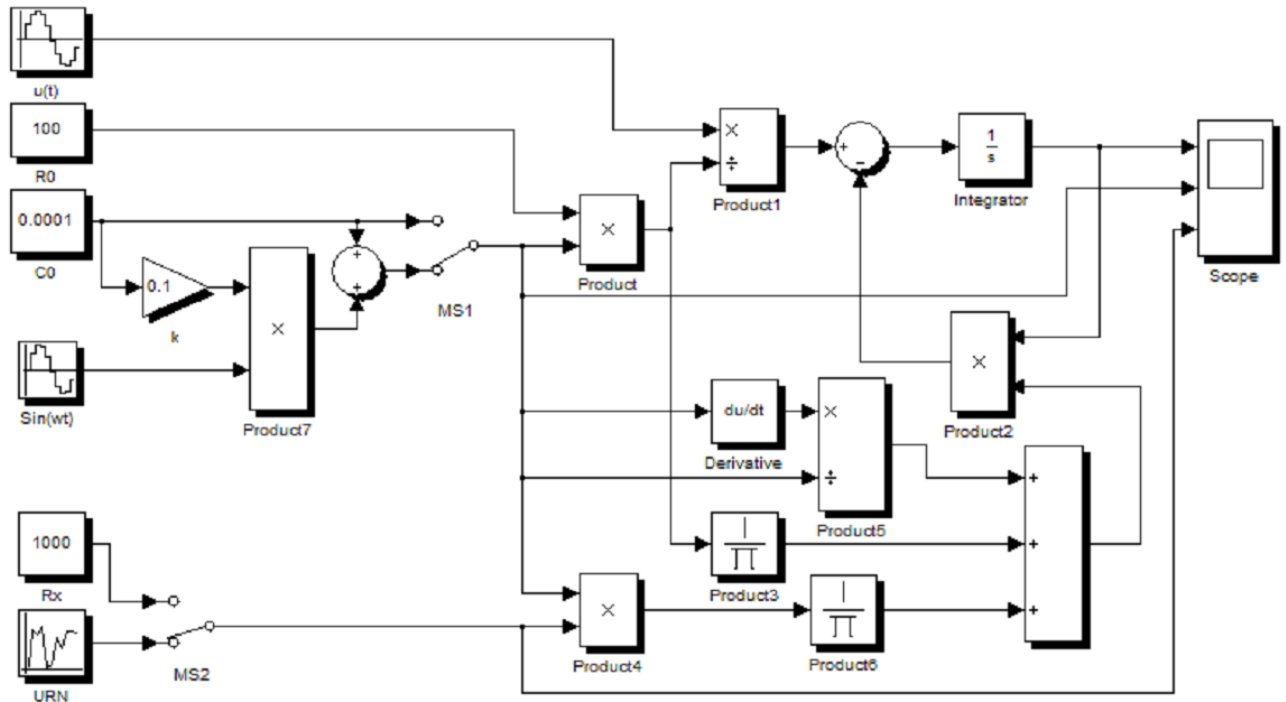 u(t)
100
R0
0.0001
C0
0.1
k
Sin(wt)
×
Product7
+
+
MS1
×
Product
×
÷
Product1
+
−
1
s
Integrator
Scope
×
Product2
du/dt
Derivative
×
÷
Product5
1000
Rx
URN
MS2
×
Product4
|
∏
Product3
|
∏
Product6
+
+
+